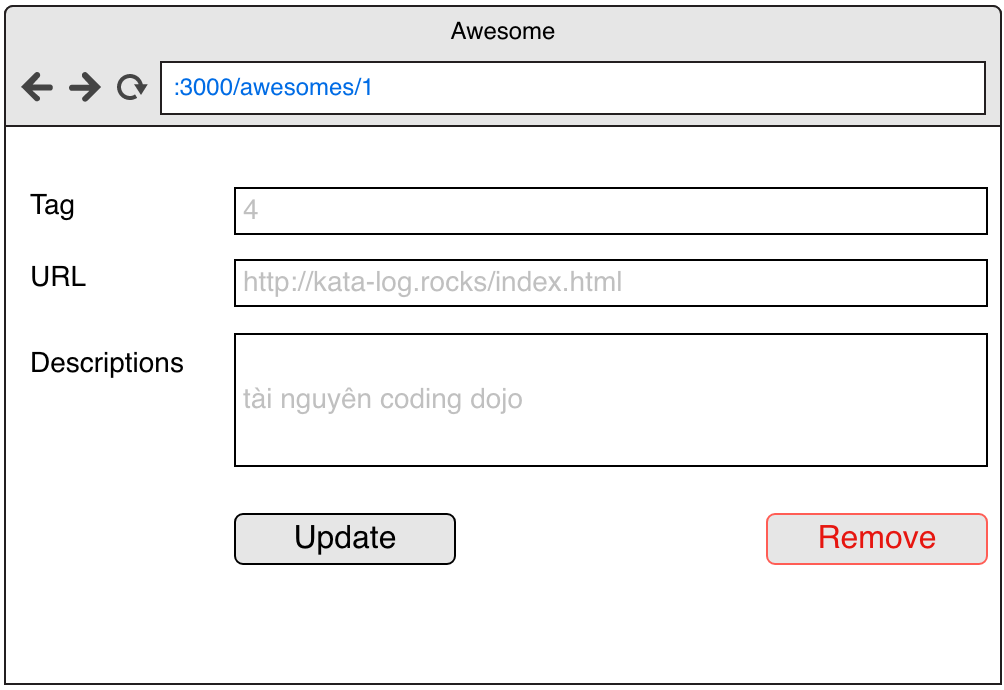 Awesome
:3000/awesomes/1
Tag
4
URL
http://kata-log.rocks/index.html
Descriptions
tài nguyên coding dojo
Update
Remove